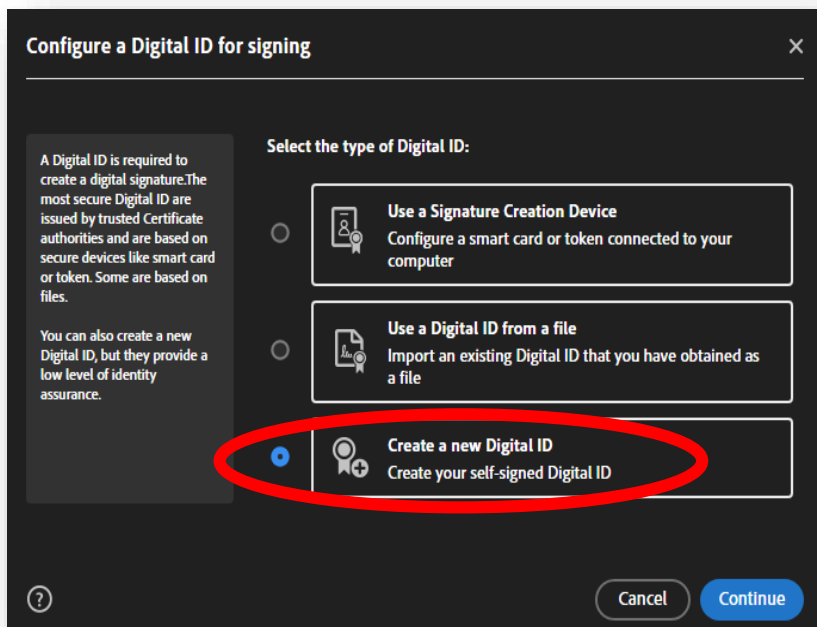 Configure a Digital ID for signing
A Digital ID is required to
create a digital signature.The
most secure Digital ID are
issued by trusted Certificate
authorities and are based on
secure devices like smart card
or token. Some are based on
files.
You can also create a new
Digital ID, but they provide a
low level of identity
assurance.
Select the type of Digital ID:
Use a Signature Creation Device
Configure a smart card or token connected to your
computer
Use a Digital ID from a file
Import an existing Digital ID that you have obtained as
a file
Create a new Digital ID
Create your self-signed Digital ID
?
Cancel
Continue